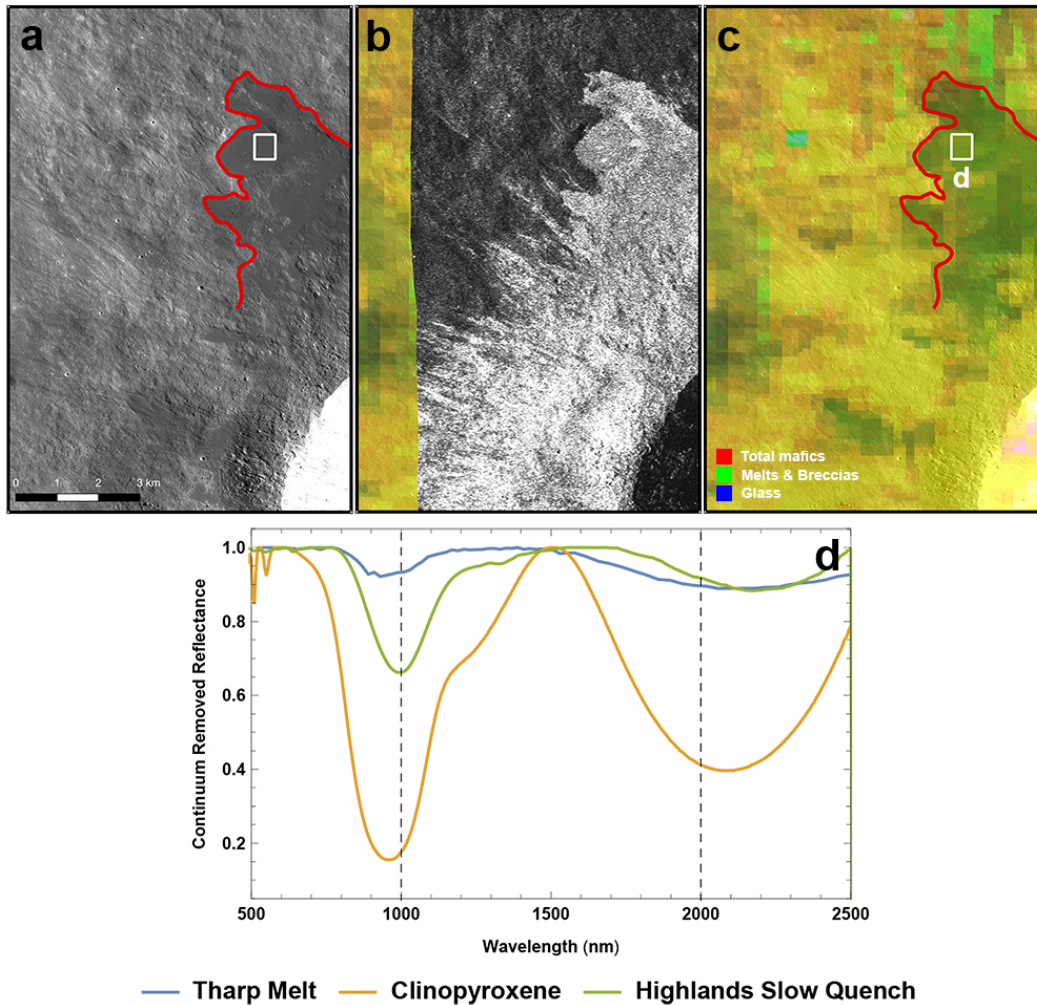 a
b
c
0 1 2 3 km
d
Total mafics
Melts & Breccias
Glass
d
1.0
0.8
0.6
0.4
0.2
Continuum Removed Reflectance
500 1000 1500 2000 2500
Wavelength (nm)
Tharp Melt Clinopyroxene Highlands Slow Quench